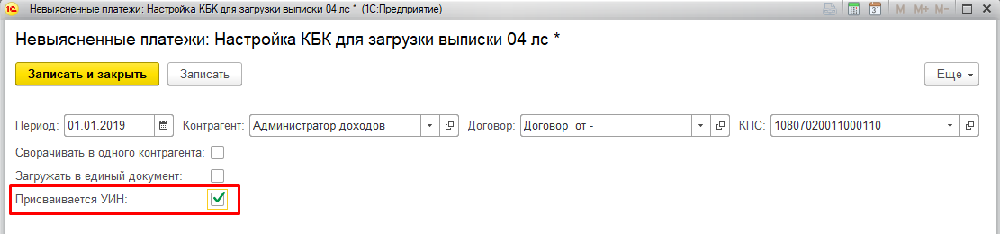 1С Невыясненные платежи: Настройка КБК для загрузки выписки 04 лс * (1С:Предприятие) 31 M M+ M-
Невыясненные платежи: Настройка КБК для загрузки выписки 04 лс *
Записать и закрыть Записать Еще
Период: 01.01.2019 Контрагент: Администратор доходов Договор: Договор от - КПС: 10807020011000110
Сворачивать в одного контрагента:
Загружать в единый документ:
Присваивается УИН: